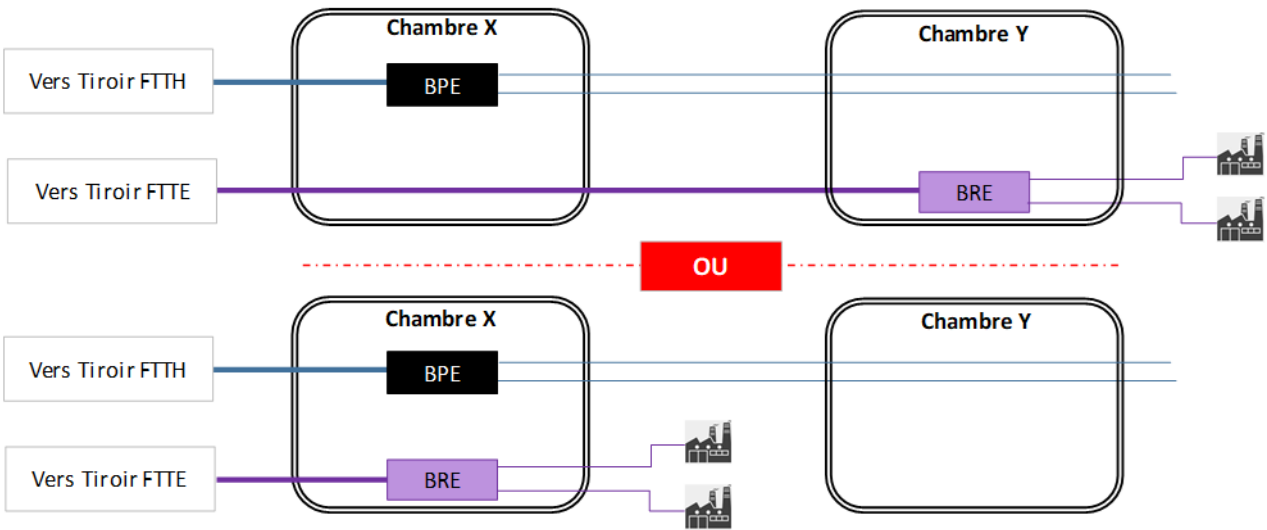 Chambre X
Chambre Y
Vers Tiroir FTTH
BPE
Vers Tiroir FTTE
BRE
OU
Chambre X
Chambre Y
Vers Tiroir FTTH
BPE
Vers Tiroir FTTE
BRE